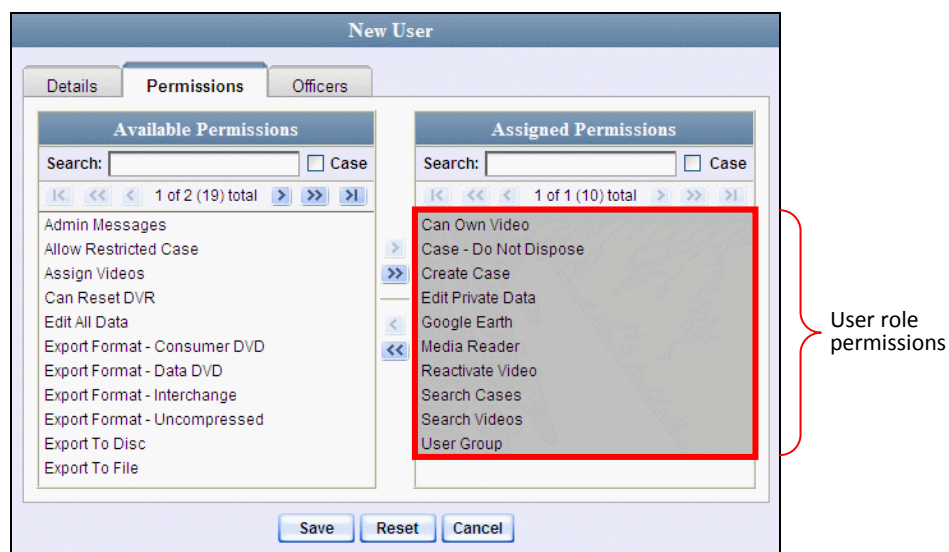 New User
Details Permissions Officers
Available Permissions
Search: Case
|< << < 1 of 2 (19) total > >> >|
Admin Messages
Allow Restricted Case
Assign Videos
Can Reset DVR
Edit All Data
Export Format - Consumer DVD
Export Format - Data DVD
Export Format - Interchange
Export Format - Uncompressed
Export To Disc
Export To File
>
>>
<
<<
Assigned Permissions
Search: Case
|< << < 1 of 1 (10) total > >> >|
Can Own Video
Case - Do Not Dispose
Create Case
Edit Private Data
Google Earth
Media Reader
Reactivate Video
Search Cases
Search Videos
User Group
User role
permissions
Save Reset Cancel